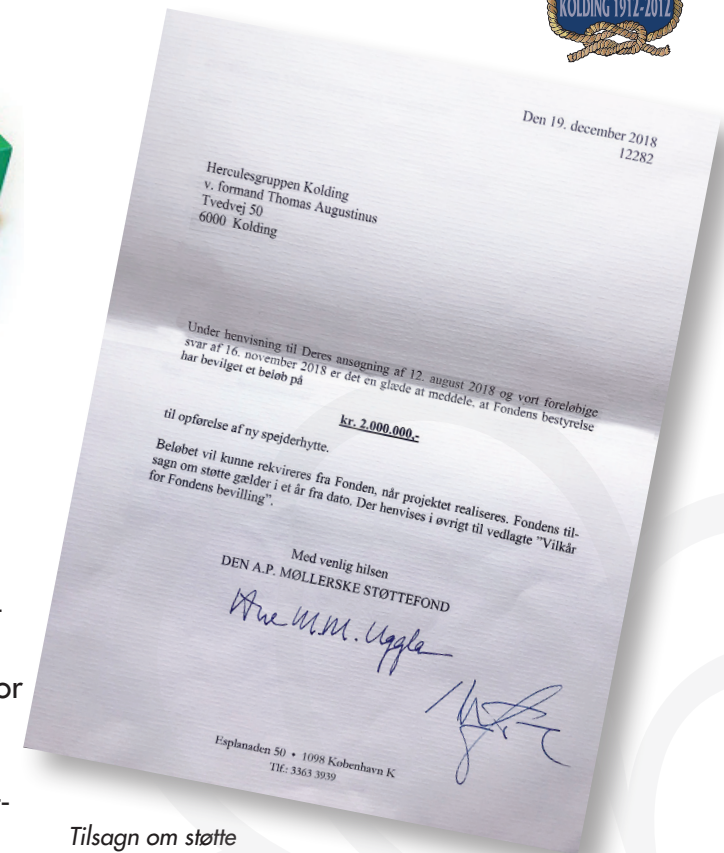 KOLDING 1912-2012
Den 19. december 2018
12282
Herculesgruppen Kolding
v. formand Thomas Augustinus
Tvedvej 50
6000 Kolding
Under henvisning til Deres ansøgning af 12. august 2018 og vort foreløbige
svar af 16. november 2018 er det en glæde at meddele, at Fondens bestyrelse
har bevilget et beløb på
kr. 2.000.000,-
til opførelse af ny spejderhytte.
Beløbet vil kunne rekvireres fra Fonden, når projektet realiseres. Fondens til-
sagn om støtte gælder i et år fra dato. Der henvises i øvrigt til vedlagte ”Vilkår
for Fondens bevilling”.
Med venlig hilsen
DEN A.P. MØLLERSKE STØTTEFOND
Ane M.M. Uggla
Esplanaden 50 • 1098 København K
Tlf.: 3363 3939
or
Tilsagn om støtte